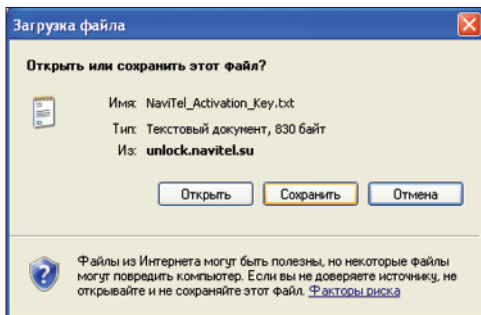 Загрузка файла
Открыть или сохранить этот файл?
Имя: NaviTel_Activation_Key.txt
Тип: Текстовый документ, 830 байт
Из: unlock.navitel.su
Открыть Сохранить Отмена
Файлы из Интернета могут быть полезны, но некоторые файлы
могут повредить компьютер. Если вы не доверяете источнику, не
открывайте и не сохраняйте этот файл. Факторы риска